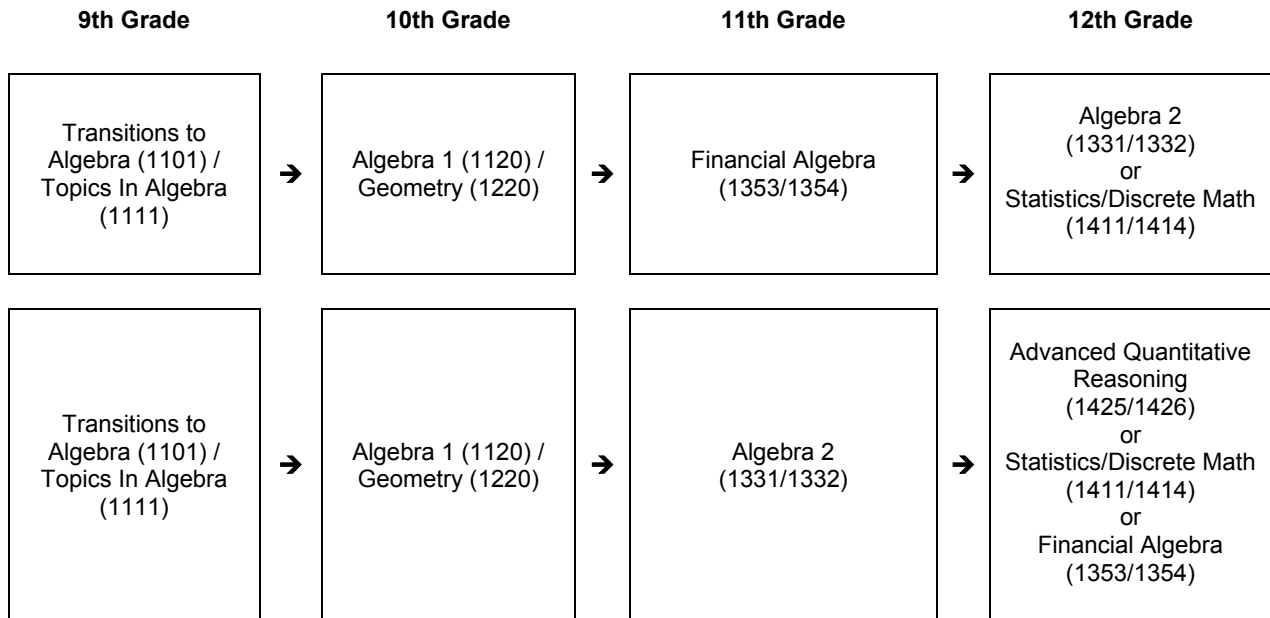 9th Grade
10th Grade
11th Grade
12th Grade
Transitions to
Algebra (1101) /
Topics In Algebra
(1111)
➔
Algebra 1 (1120) /
Geometry (1220)
➔
Financial Algebra
(1353/1354)
➔
Algebra 2
(1331/1332)
or
Statistics/Discrete Math
(1411/1414)
Transitions to
Algebra (1101) /
Topics In Algebra
(1111)
➔
Algebra 1 (1120) /
Geometry (1220)
➔
Algebra 2
(1331/1332)
➔
Advanced Quantitative
Reasoning
(1425/1426)
or
Statistics/Discrete Math
(1411/1414)
or
Financial Algebra
(1353/1354)